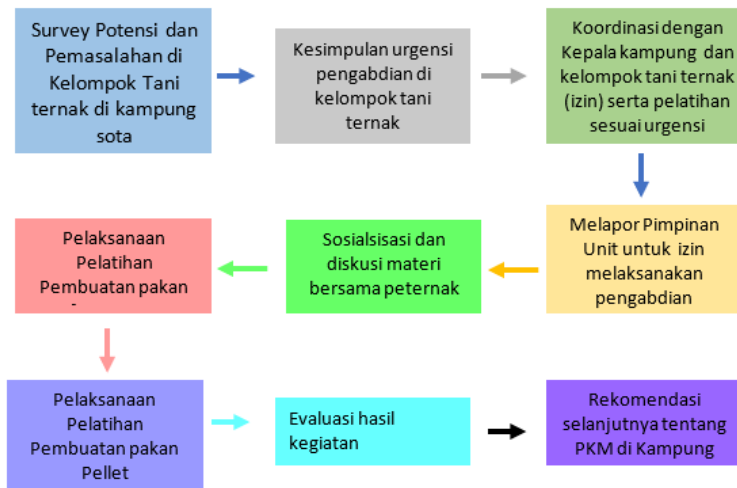 Survey Potensi dan
Pemasalahan di
Kelompok Tani
ternak di kampung
sota
Kesimpulan urgensi
pengabdian di
kelompok tani
ternak
Koordinasi dengan
Kepala kampung dan
kelompok tani ternak
(izin) serta pelatihan
sesuai urgensi
Melapor Pimpinan
Unit untuk izin
melaksanakan
pengabdian
Sosialsisasi dan
diskusi materi
bersama peternak
Pelaksanaan
Pelatihan
Pembuatan pakan
Pelaksanaan
Pelatihan
Pembuatan pakan
Pellet
Evaluasi hasil
kegiatan
Rekomendasi
selanjutnya tentang
PKM di Kampung